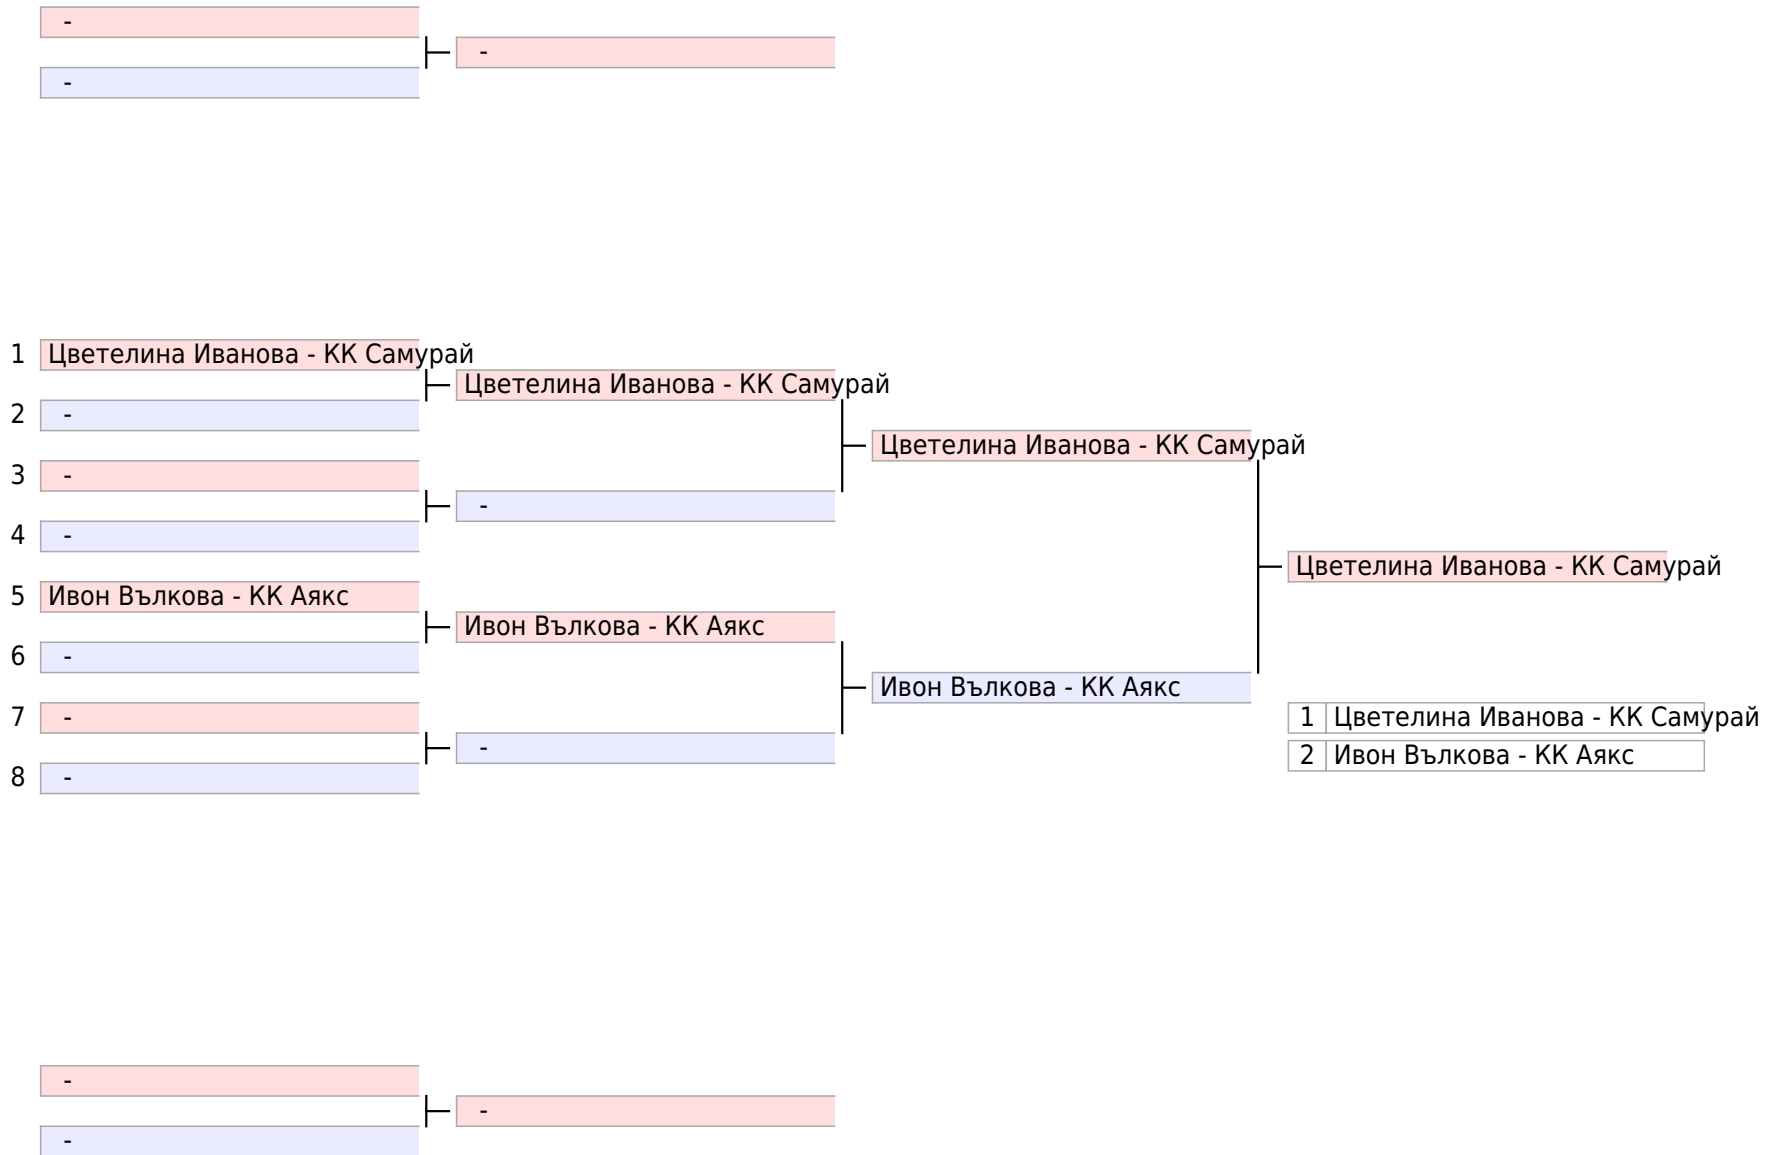 -
-
-
1 Цветелина Иванова - КК Самурай
Цветелина Иванова - КК Самурай
2 -
Цветелина Иванова - КК Самурай
3 -
-
4 -
Цветелина Иванова - КК Самурай
5 Ивон Вълкова - КК Аякс
Ивон Вълкова - КК Аякс
6 -
Ивон Вълкова - КК Аякс
7 -
1 Цветелина Иванова - КК Самурай
-
2 Ивон Вълкова - КК Аякс
8 -
-
-
-